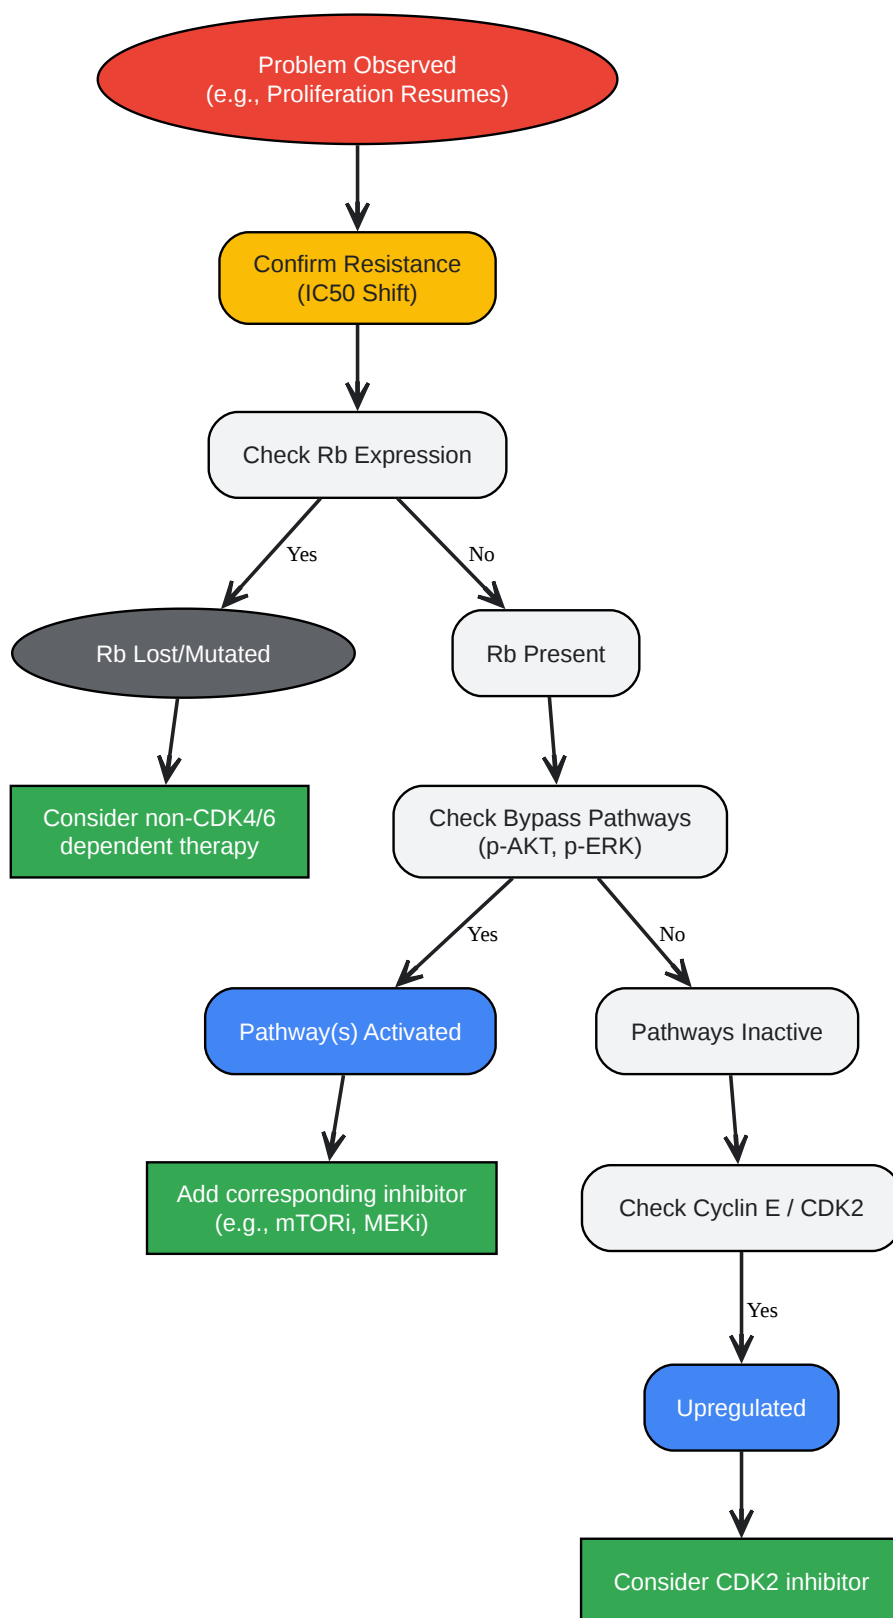 Problem Observed
(e.g., Proliferation Resumes)
Confirm Resistance
(IC50 Shift)
Check Rb Expression
Yes
No
Rb Lost/Mutated
Rb Present
Consider non-CDK4/6
dependent therapy
Check Bypass Pathways
(p-AKT, p-ERK)
Yes
No
Pathway(s) Activated
Pathways Inactive
Add corresponding inhibitor
(e.g., mTORi, MEKi)
Check Cyclin E / CDK2
Yes
Upregulated
Consider CDK2 inhibitor